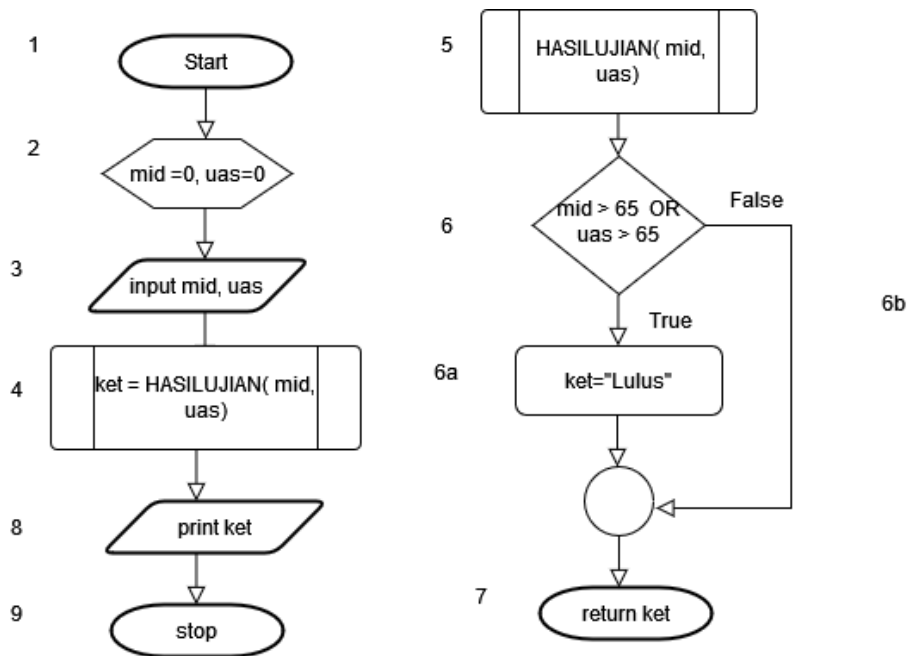 1
Start
2
mid =0, uas=0
3
input mid, uas
4
ket = HASILUJIAN( mid,
uas)
8
print ket
9
stop
5
HASILUJIAN( mid,
uas)
6
mid > 65 OR
uas > 65
False
True
6b
6a
ket="Lulus"
7
return ket